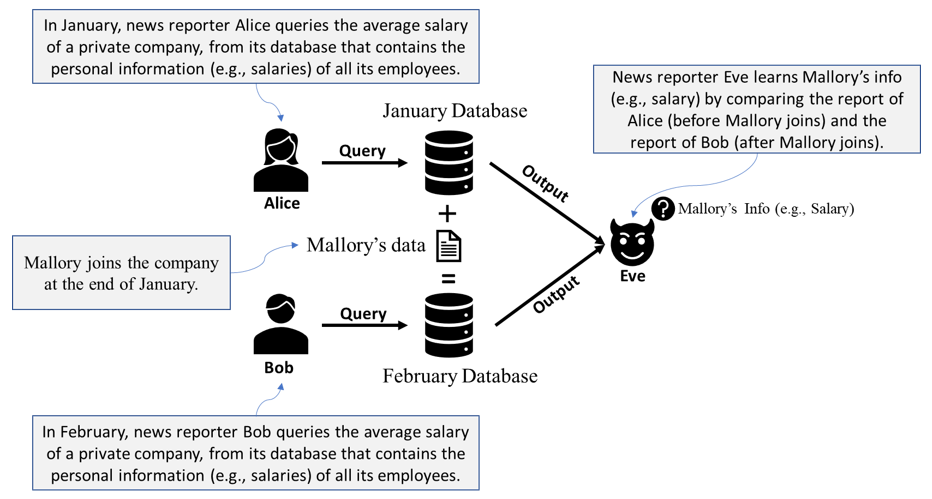 In January, news reporter Alice queries the average salary
of a private company, from its database that contains the
personal information (e.g., salaries) of all its employees.
News reporter Eve learns Mallory's info
(e.g., salary) by comparing the report of
Alice (before Mallory joins) and the
report of Bob (after Mallory joins).
January Database
Query
Output
Alice
+
? Mallory's Info (e.g., Salary)
Mallory's data
Mallory joins the company
at the end of January.
=
Eve
Output
Query
Bob
February Database
In February, news reporter Bob queries the average salary
of a private company, from its database that contains the
personal information (e.g., salaries) of all its employees.